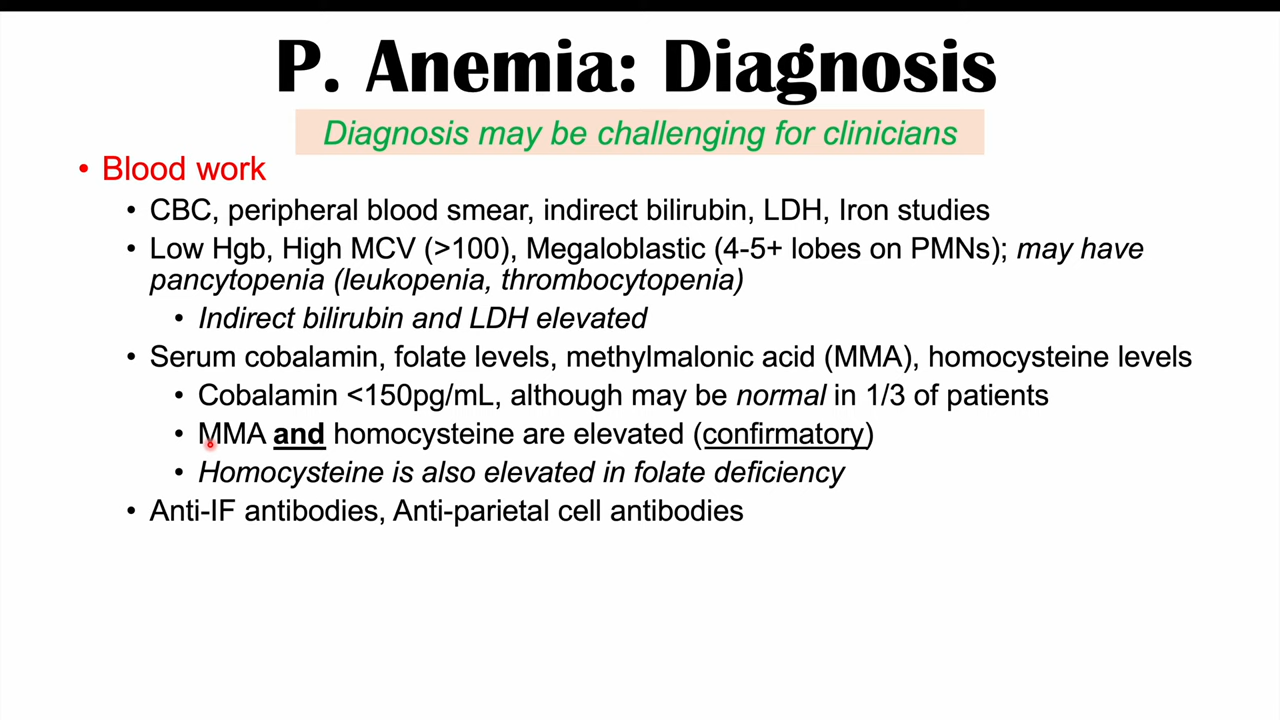 P. Anemia: Diagnosis
Diagnosis may be challenging for clinicians
• Blood work
• CBC, peripheral blood smear, indirect bilirubin, LDH, Iron studies
• Low Hgb, High MCV (>100), Megaloblastic (4-5+ lobes on PMNs); may have
pancytopenia (leukopenia, thrombocytopenia)
• Indirect bilirubin and LDH elevated
• Serum cobalamin, folate levels, methylmalonic acid (MMA), homocysteine levels
• Cobalamin <150pg/mL, although may be normal in 1/3 of patients
• MMA and homocysteine are elevated (confirmatory)
• Homocysteine is also elevated in folate deficiency
• Anti-IF antibodies, Anti-parietal cell antibodies